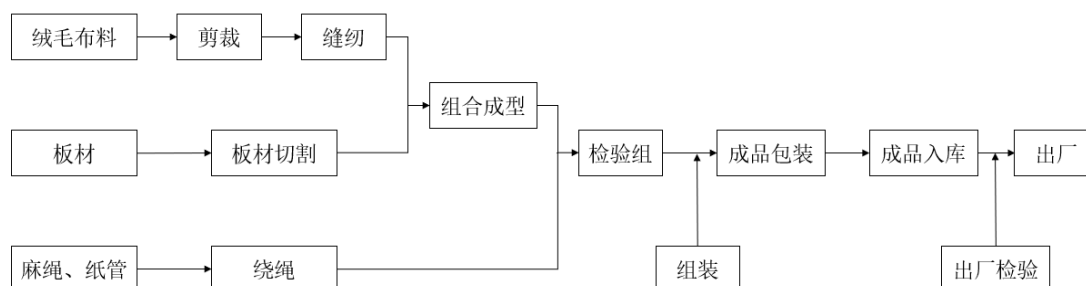 绒毛布料
剪裁
缝纫
组合成型
板材
板材切割
检验组
成品包装
成品入库
出厂
麻绳、纸管
绕绳
组装
出厂检验